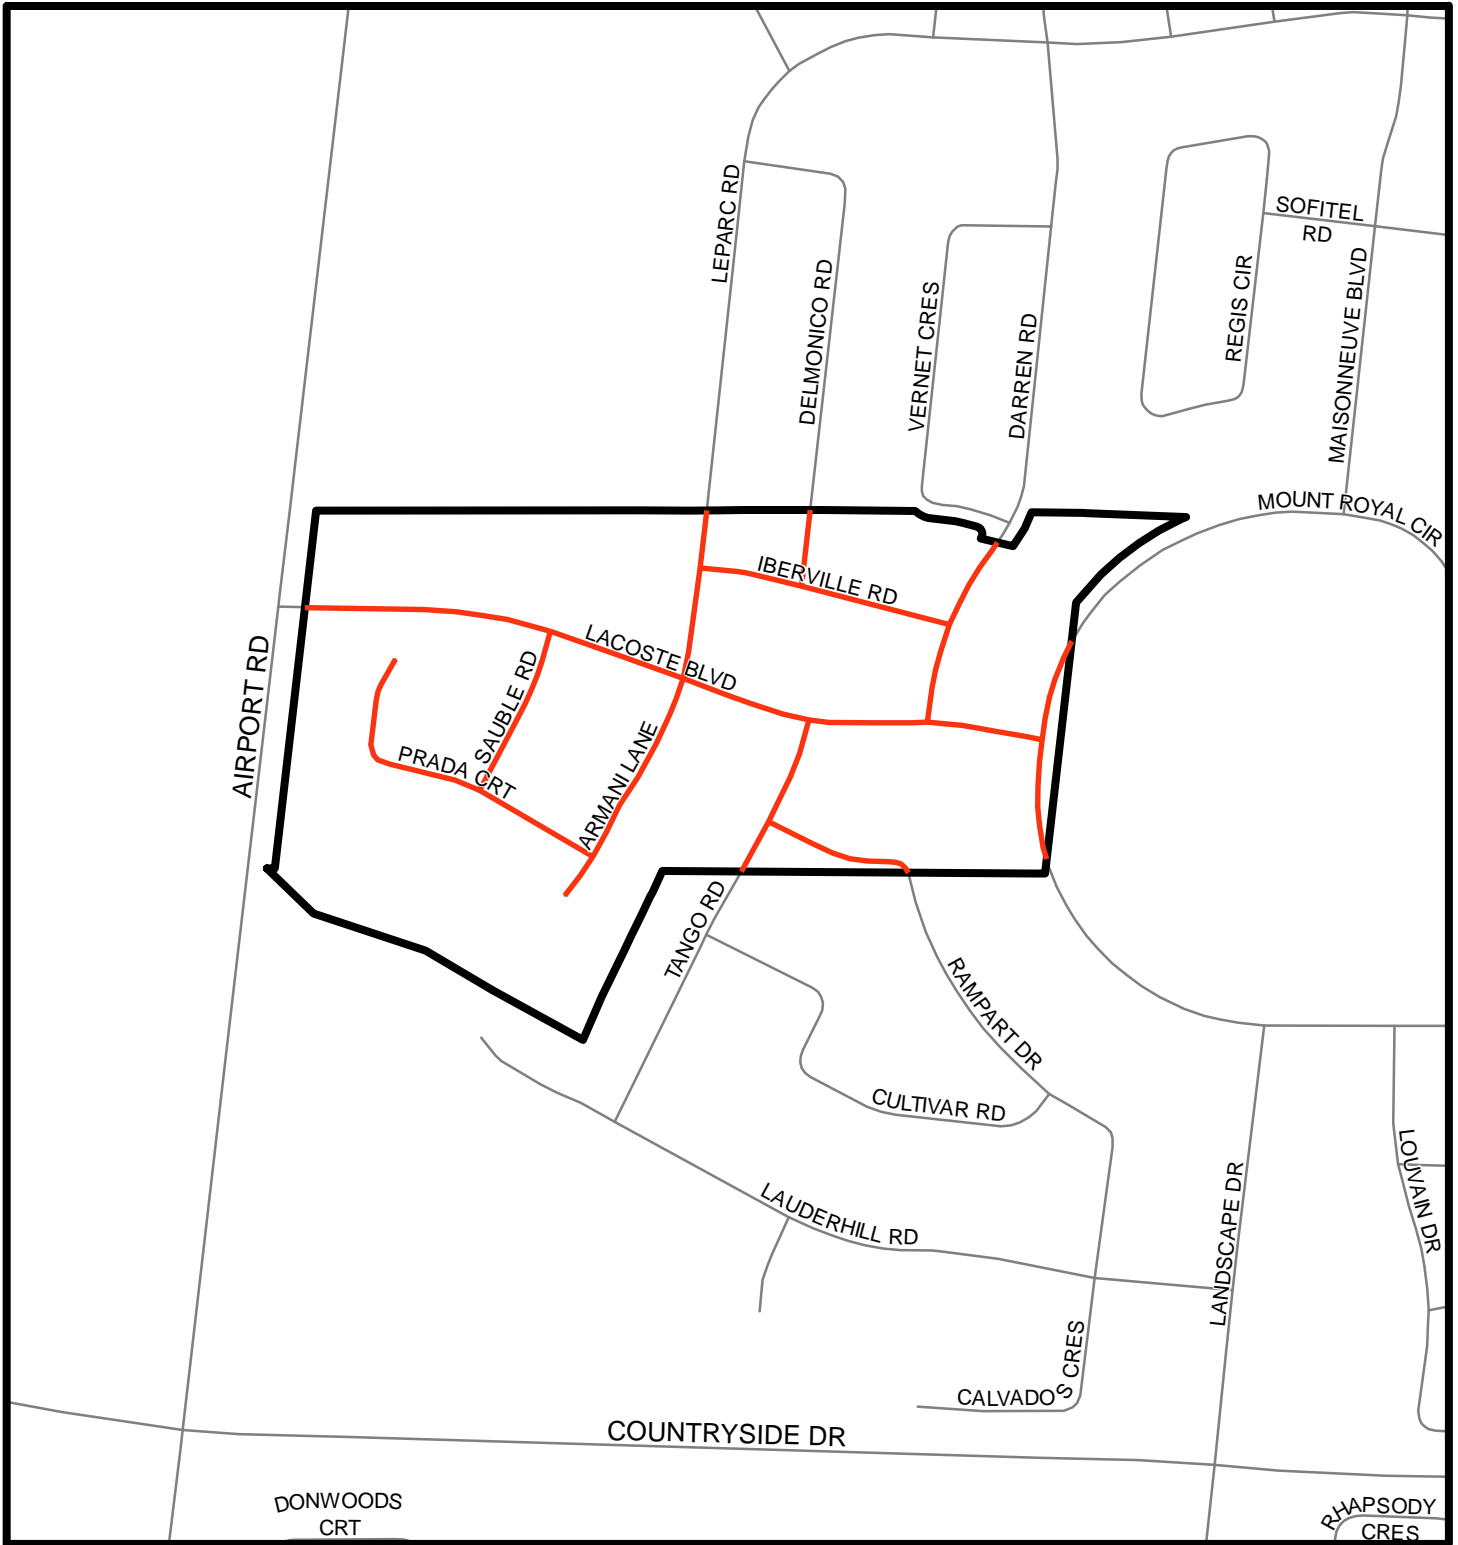 LEPARC RD
DELMONICO RD
VERNET CRES
DARREN RD
REGIS CIR
SOFITEL
RD
MAISONNEUVE BLVD
MOUNT ROYAL CIR
IBERVILLE RD
LACOSTE BLVD
SAUBLE RD
PRADA CRT
ARMANI LANE
AIRPORT RD
TANGO RD
RAMPART DR
CULTIVAR RD
LAUDERHILL RD
LANDSCAPE DR
LOUVAIN DR
CALVADOS CRES
COUNTRYSIDE DR
DONWOODS
CRT
RHAPSODY
CRES